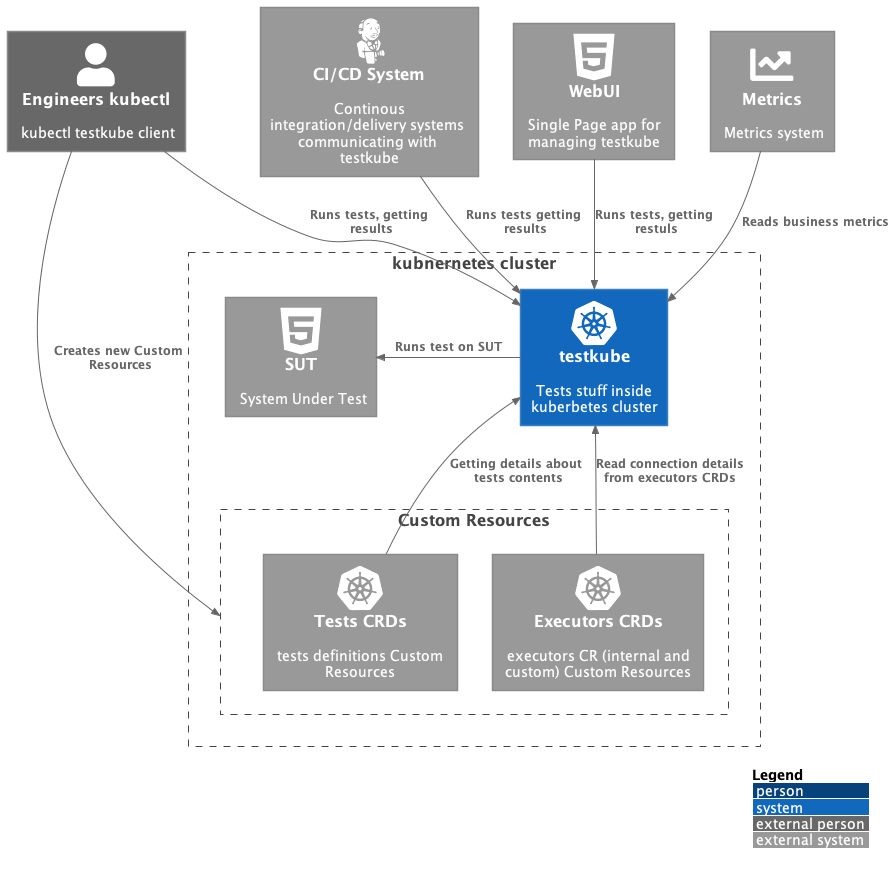 Engineers kubectl
kubectl testkube client
CI/CD System
Continous
integration/delivery systems
communicating with
testkube
WebUI
Single Page app for
managing testkube
Metrics
Metrics system
Runs tests, getting
results
Runs tests getting
results
Runs tests, getting
restuls
Reads business metrics
kubnernetes cluster
SUT
System Under Test
Runs test on SUT
testkube
Tests stuff inside
kuberbetes cluster
Creates new Custom
Resources
Getting details about
tests contents
Read connection details
from executors CRDs
Custom Resources
Tests CRDs
tests definitions Custom
Resources
Executors CRDs
executors CR (internal and
custom) Custom Resources
Legend
person
system
external person
external system